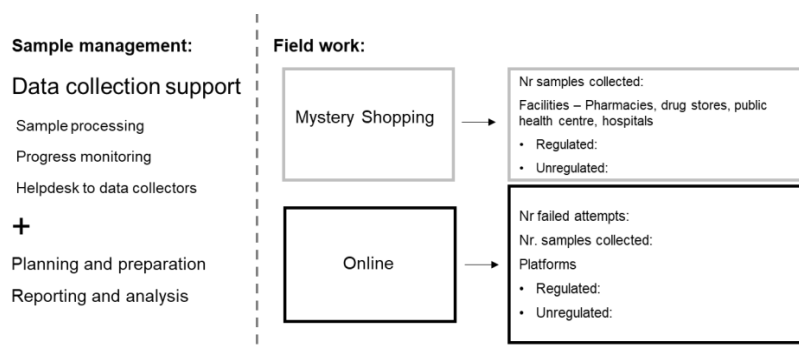 Sample management:
Data collection support
Sample processing
Progress monitoring
Helpdesk to data collectors
+
Planning and preparation
Reporting and analysis
Field work:
Mystery Shopping
Nr samples collected:
Facilities – Pharmacies, drug stores, public
health centre, hospitals
• Regulated:
• Unregulated:
Online
Nr failed attempts:
Nr. samples collected:
Platforms
• Regulated:
• Unregulated: